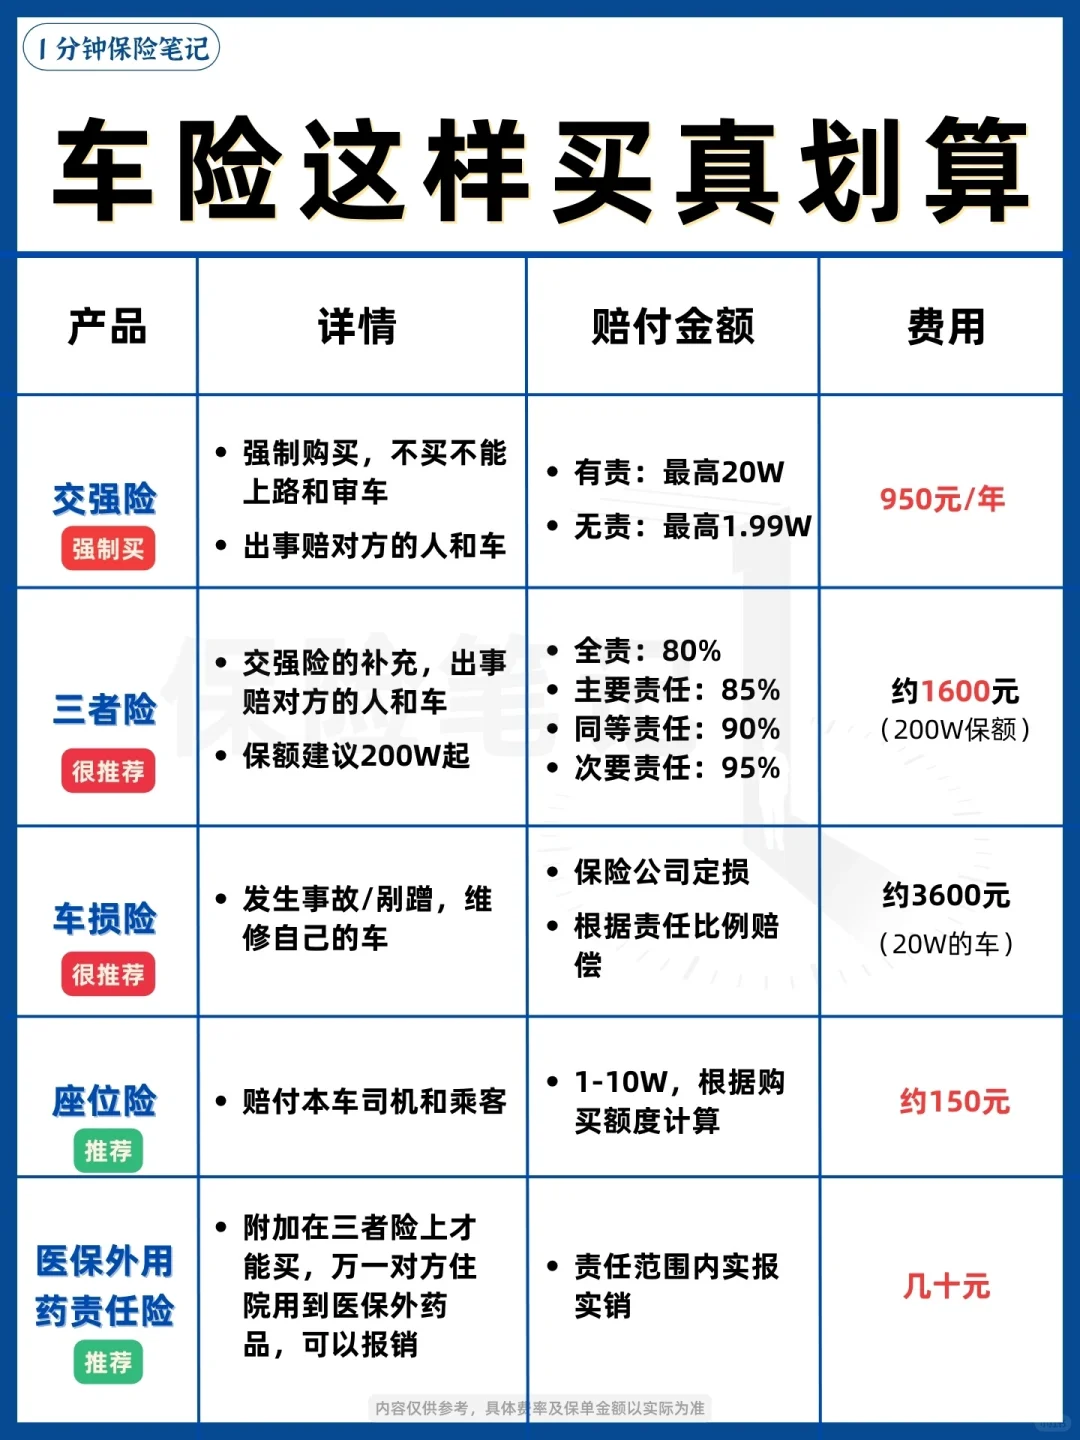 1分钟保险笔记
车险这样买真划算
产品
详情
赔付金额
费用
交强险
强制买
• 强制购买，不买不能
上路和审车
• 出事赔对方的人和车
• 有责：最高20W
• 无责：最高1.99W
950元/年
三者险
很推荐
• 交强险的补充，出事
赔对方的人和车
• 保额建议200W起
• 全责：80%
• 主要责任：85%
• 同等责任：90%
• 次要责任：95%
约1600元
（200W保额）
车损险
很推荐
• 发生事故/剐蹭，维
修自己的车
• 保险公司定损
• 根据责任比例赔
偿
约3600元
（20W的车）
座位险
推荐
• 赔付本车司机和乘客
• 1-10W，根据购
买额度计算
约150元
医保外用
药责任险
推荐
• 附加在三者险上才
能买，万一对方住
院用到医保外药
品，可以报销
• 责任范围内实报
实销
几十元
保险笔记
内容仅供参考，具体费率及保单金额以实际为准